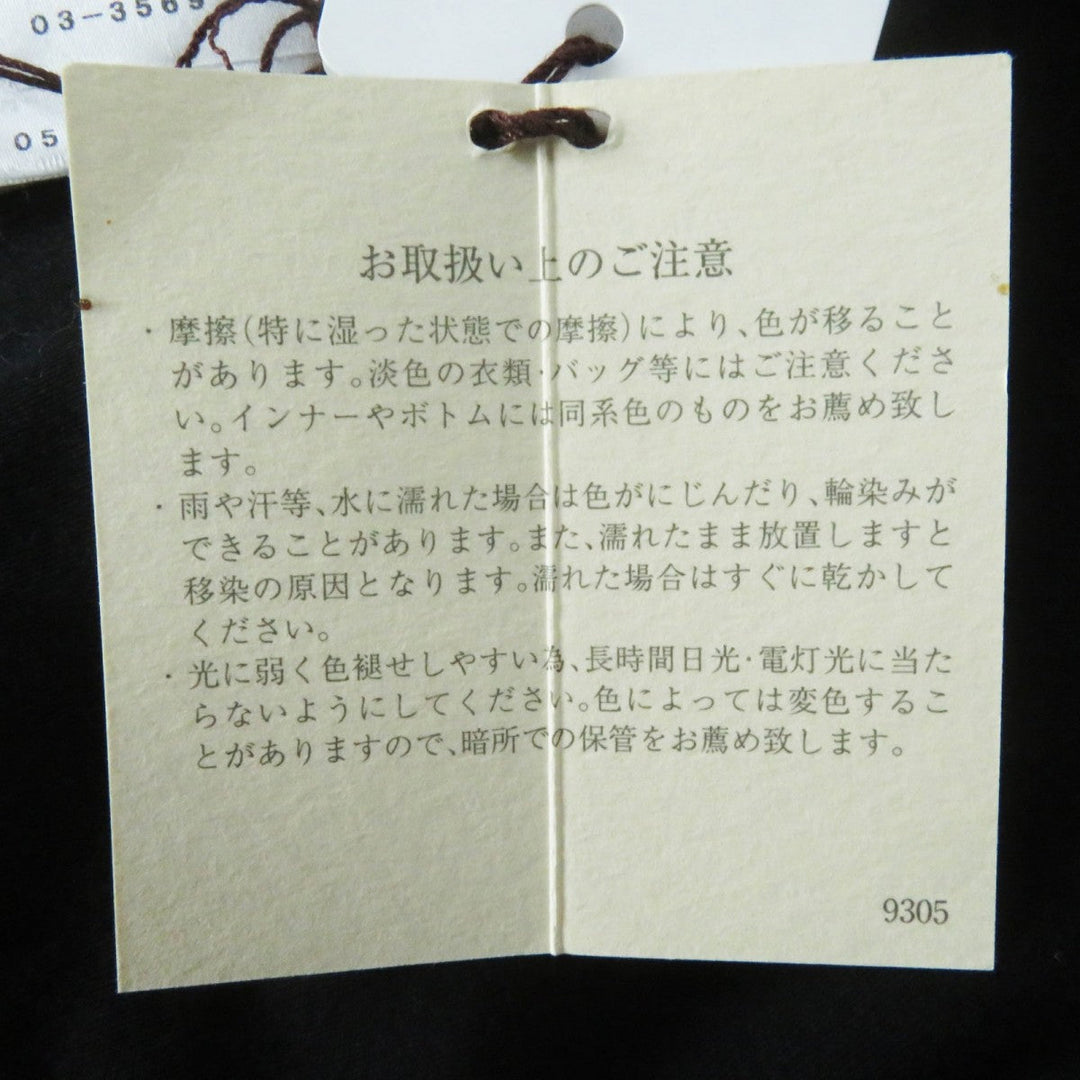 03-3569
05
お取扱い上のご注意
・摩擦(特に湿った状態での摩擦)により、色が移ること
があります。淡色の衣類・バッグ等にはご注意くださ
い。インナーやボトムには同系色のものをお薦め致し
ます。
・雨や汗等、水に濡れた場合は色がにじんだり、輪染みが
できることがあります。また、濡れたまま放置しますと
移染の原因となります。濡れた場合はすぐに乾かして
ください。
・光に弱く色褪せしやすい為、長時間日光・電灯光に当た
らないようにしてください。色によっては変色するこ
とがありますので、暗所での保管をお薦め致します。
9305